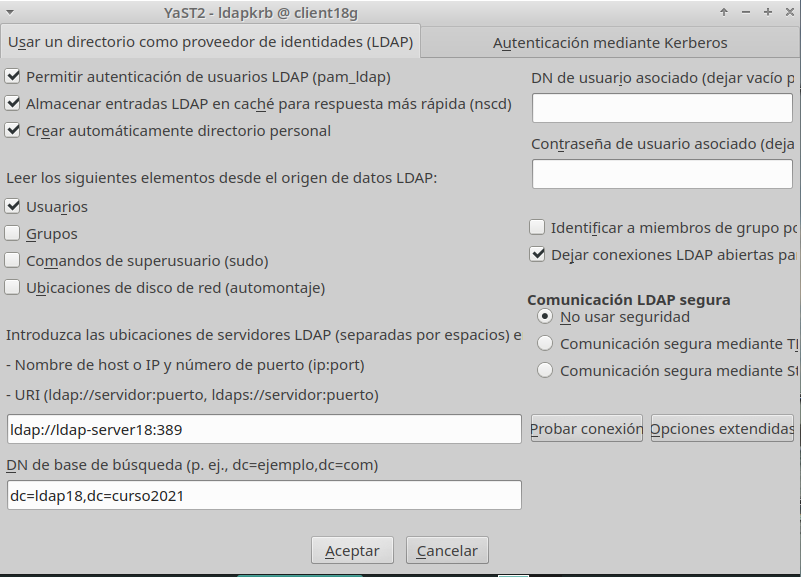 YaST2 - ldapkrb @ client18g
Usar un directorio como proveedor de identidades (LDAP)
Autenticación mediante Kerberos
Permitir autenticación de usuarios LDAP (pam_ldap)
Almacenar entradas LDAP en caché para respuesta más rápida (nscd)
Crear automáticamente directorio personal
Leer los siguientes elementos desde el origen de datos LDAP:
Usuarios
Grupos
Comandos de superusuario (sudo)
Ubicaciones de disco de red (automontaje)
Introduzca las ubicaciones de servidores LDAP (separadas por espacios) e
- Nombre de host o IP y número de puerto (ip:port)
- URI (ldap://servidor:puerto, ldaps://servidor:puerto)
ldap://ldap-server18:389
DN de base de búsqueda (p. ej., dc=ejemplo,dc=com)
dc=ldap18,dc=curso2021
DN de usuario asociado (dejar vacío p
Contraseña de usuario asociado (deja
Identificar a miembros de grupo po
Dejar conexiones LDAP abiertas pa
Comunicación LDAP segura
No usar seguridad
Comunicación segura mediante TL
Comunicación segura mediante St
Probar conexión
Opciones extendidas
Aceptar
Cancelar